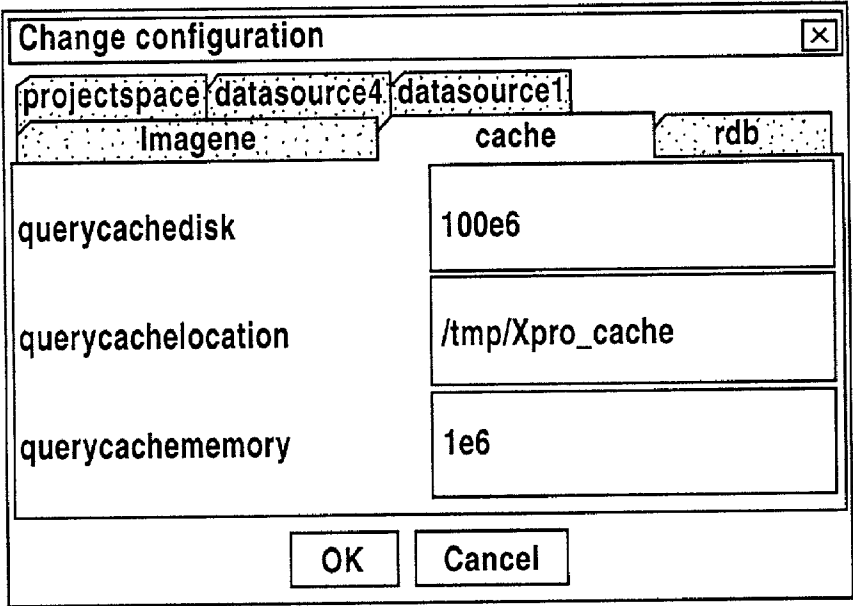 Change configuration
projectspace datasource4 datasource1
Imagene cache rdb
querycachedisk 100e6
querycachelocation /tmp/Xpro_cache
querycachememory 1e6
OK Cancel